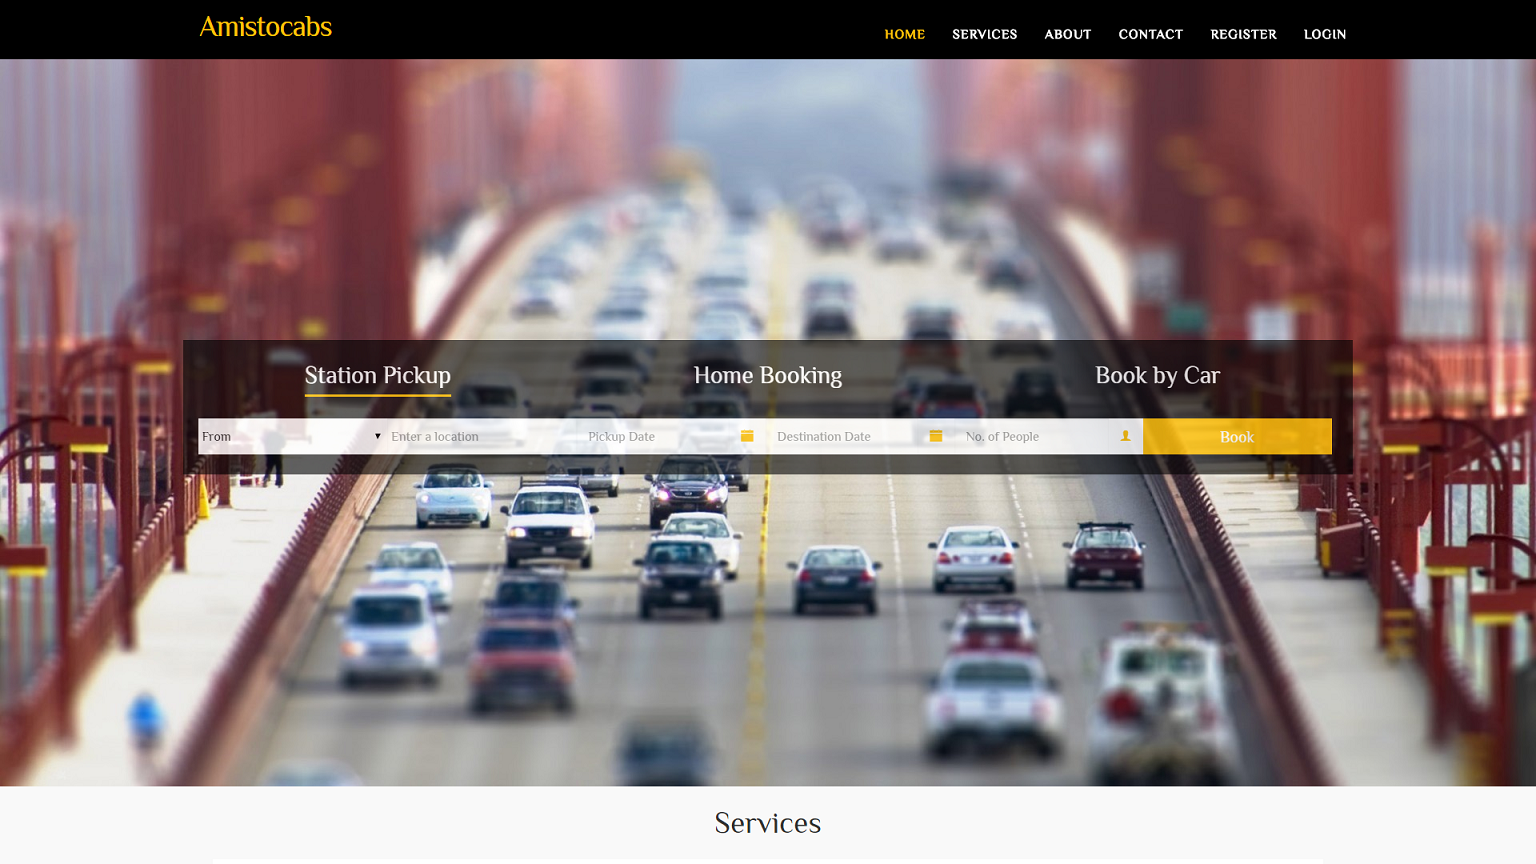 Amistocabs
HOME SERVICES ABOUT CONTACT REGISTER LOGIN
Station Pickup Home Booking Book by Car
From Enter a location Pickup Date Destination Date No. of People Book
Services